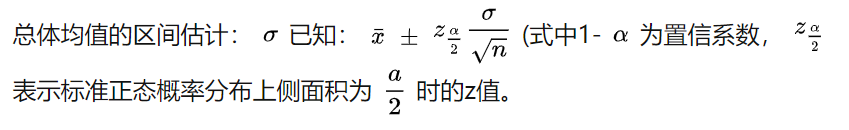 总体均值的区间估计： σ 已知： x̄ ± z_{α/2} σ/√n (式中1- α 为置信系数， z_{α/2}
表示标准正态概率分布上侧面积为 a/2 时的z值。